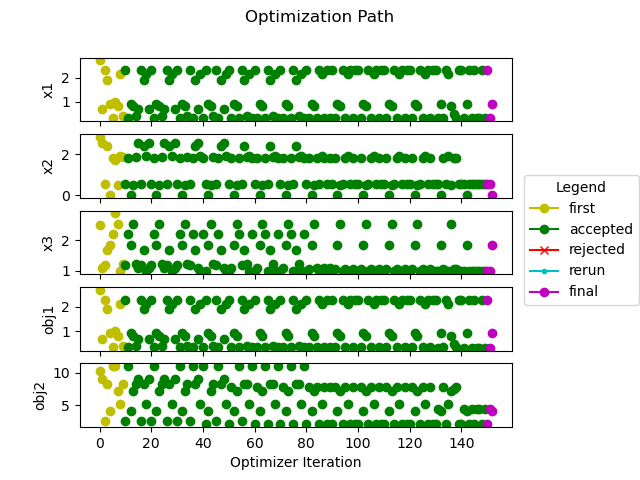 Optimization Path
x1
2
1
x2
2
0
x3
2
1
obj1
2
1
obj2
10
5
0 20 40 60 80 100 120 140
Optimizer Iteration
Legend
first
accepted
rejected
rerun
final